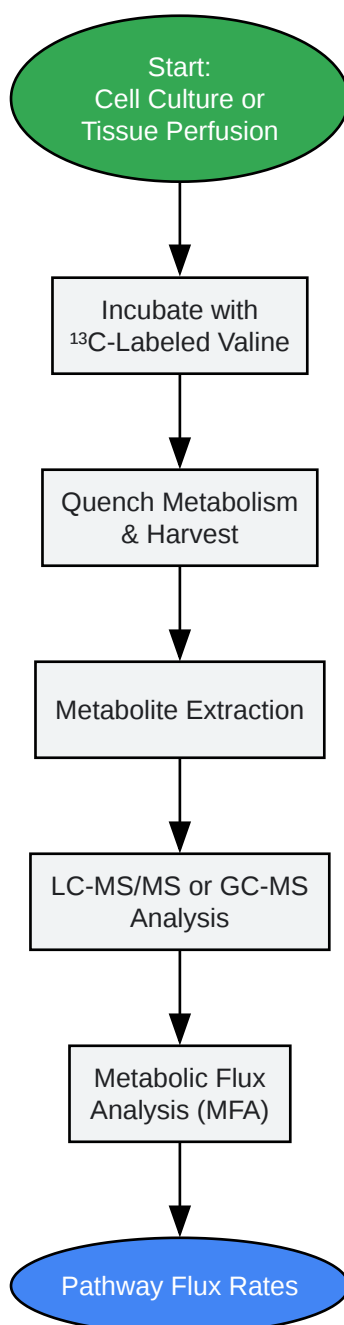 Start:
Cell Culture or
Tissue Perfusion
Incubate with
¹³C-Labeled Valine
Quench Metabolism
& Harvest
Metabolite Extraction
LC-MS/MS or GC-MS
Analysis
Metabolic Flux
Analysis (MFA)
Pathway Flux Rates